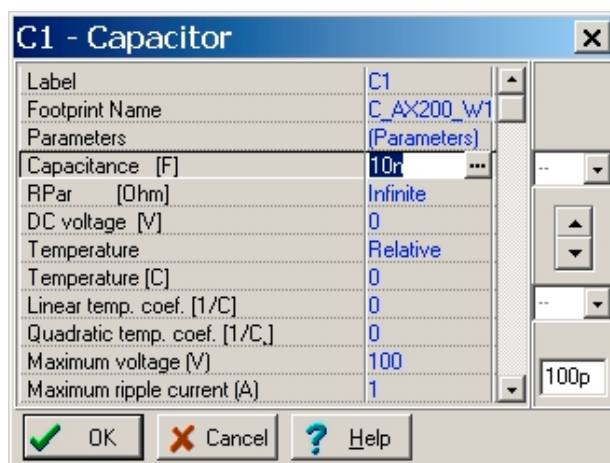 C1 - Capacitor
Label C1
Footprint Name C_AX200_W1
Parameters (Parameters)
Capacitance [F] 10n ...
RPar [Ohm] Infinite
DC voltage [V] 0
Temperature Relative
Temperature [C] 0
Linear temp. coef. [1/C] 0
Quadratic temp. coef. [1/C¸] 0
Maximum voltage (V) 100
Maximum ripple current (A) 1
--
--
100p
OK Cancel ? Help